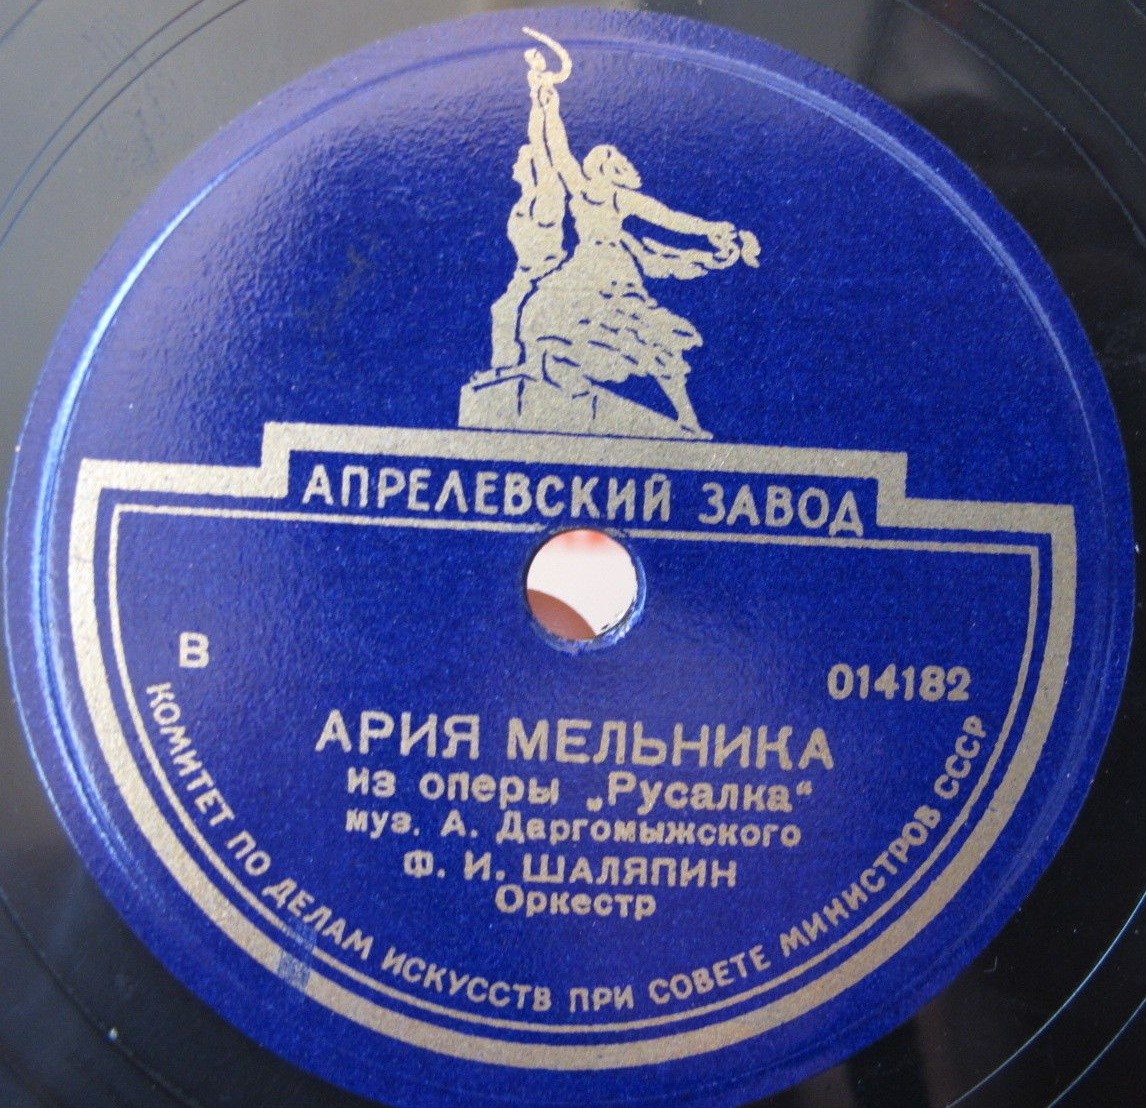 АПРЕЛЕВСКИЙ ЗАВОД
В
014182
АРИЯ МЕЛЬНИКА
из оперы „Русалка“
муз. А. Даргомыжского
Ф. И. ШАЛЯПИН
Оркестр
КОМИТЕТ ПО ДЕЛАМ ИСКУССТВ ПРИ СОВЕТЕ МИНИСТРОВ СССР